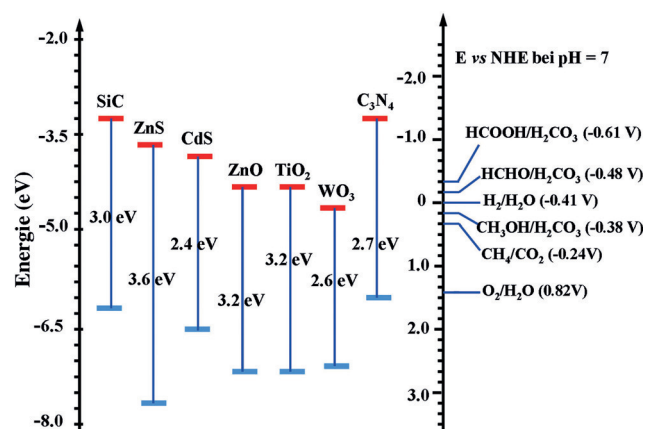 Energie (eV)
-2.0
-3.5
-5.0
-6.5
-8.0
SiC
3.0 eV
ZnS
3.6 eV
CdS
2.4 eV
ZnO
3.2 eV
TiO₂
3.2 eV
WO₃
2.6 eV
C₃N₄
2.7 eV
-2.0
-1.0
0
1.0
2.0
3.0
E vs NHE bei pH = 7
HCOOH/H₂CO₃ (-0.61 V)
HCHO/H₂CO₃ (-0.48 V)
H₂/H₂O (-0.41 V)
CH₃OH/H₂CO₃ (-0.38 V)
CH₄/CO₂ (-0.24V)
O₂/H₂O (0.82V)